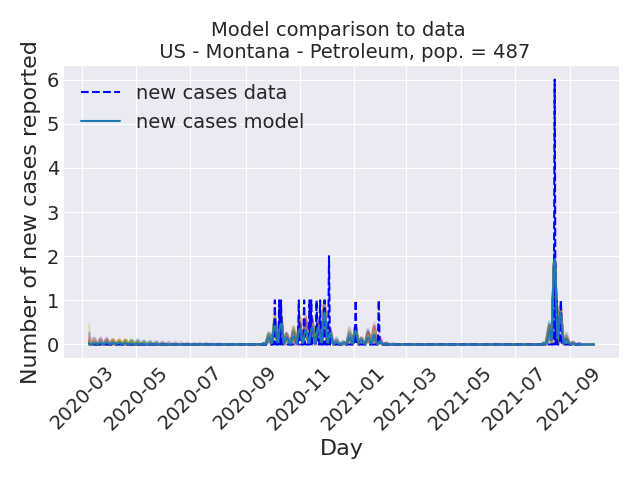 Model comparison to data
US - Montana - Petroleum, pop. = 487
Number of new cases reported
6
5
4
3
2
1
0
new cases data
new cases model
2020-03
2020-05
2020-07
2020-09
2020-11
2021-01
2021-03
2021-05
2021-07
2021-09
Day